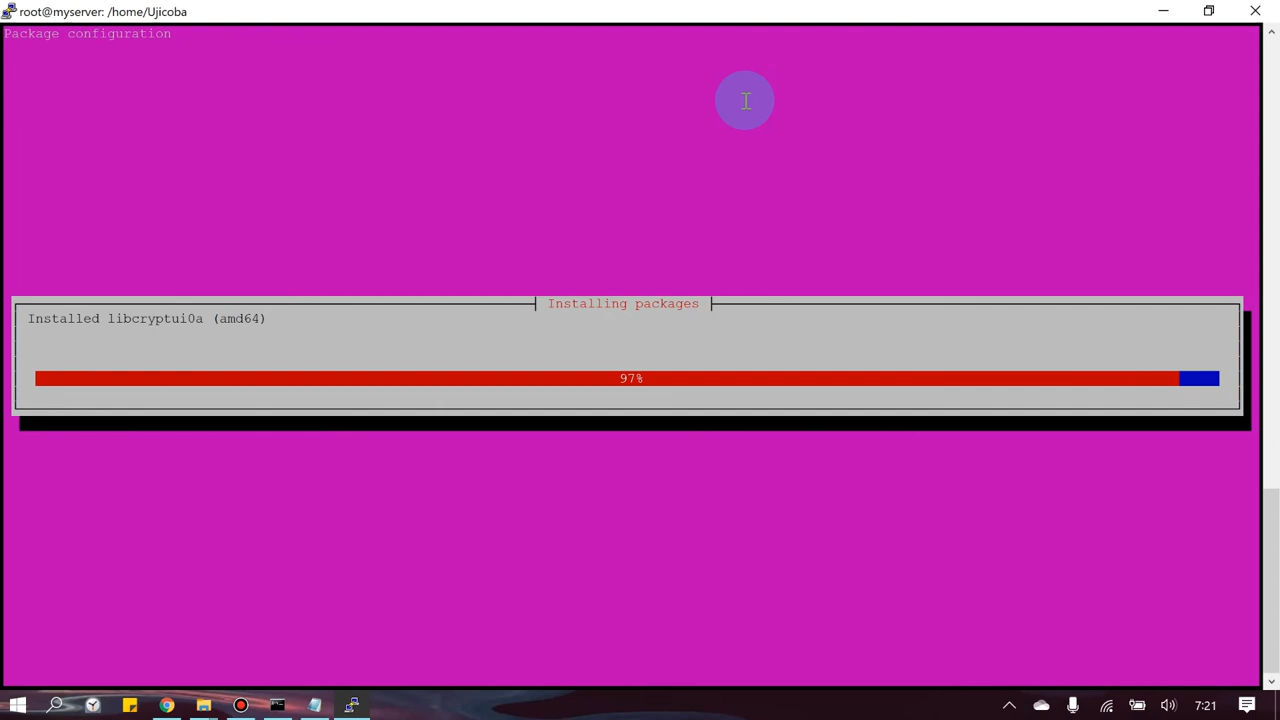 root@myserver: /home/Ujicoba
Package configuration
Installing packages
Installed libcryptui0a (amd64)
97%
7:21